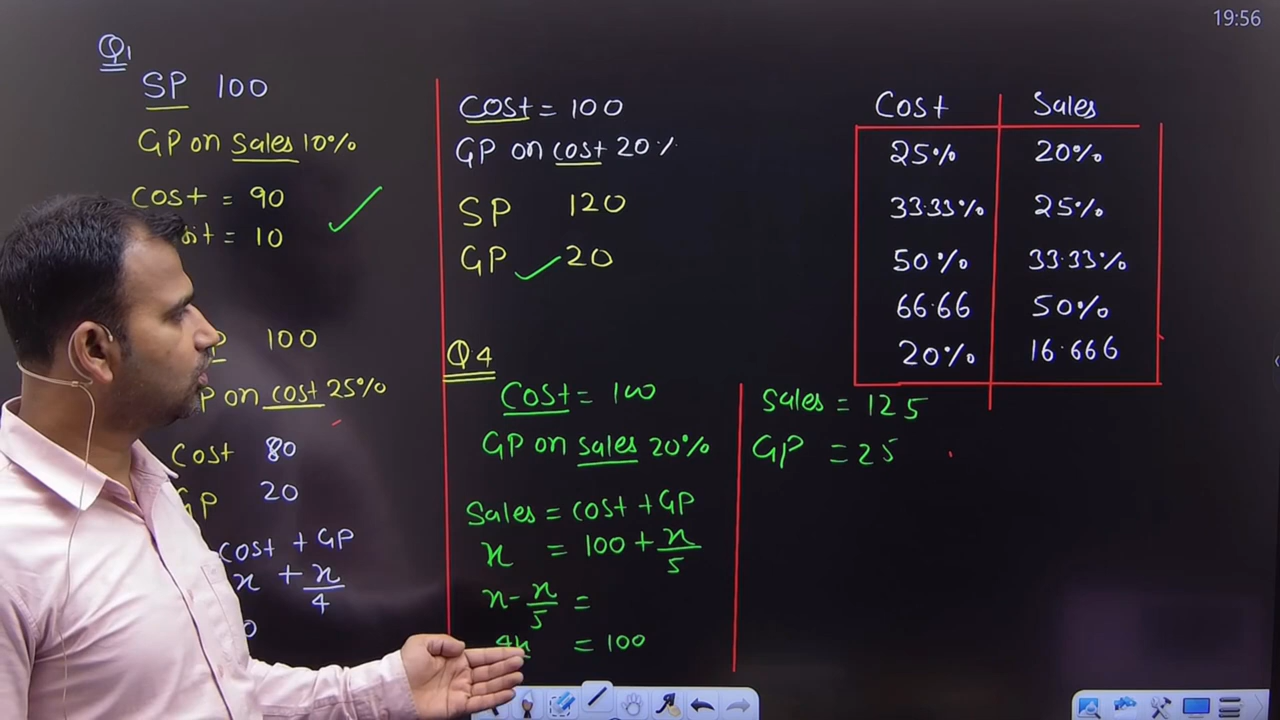 19:56
Q1
SP 100
GP on Sales 10%
Cost = 90
= 10
100
on cost 25%
Cost 80
GP 20
Cost + GP
x + x/4
Cost = 100
GP on cost 20%
SP 120
GP 20
Q4
Cost = 100
GP on Sales 20%
Sales = Cost + GP
x = 100 + x/5
x - x/5 =
4x = 100
Sales = 125
GP = 25
Cost Sales
25% 20%
33.33% 25%
50% 33.33%
66.66 50%
20% 16.666